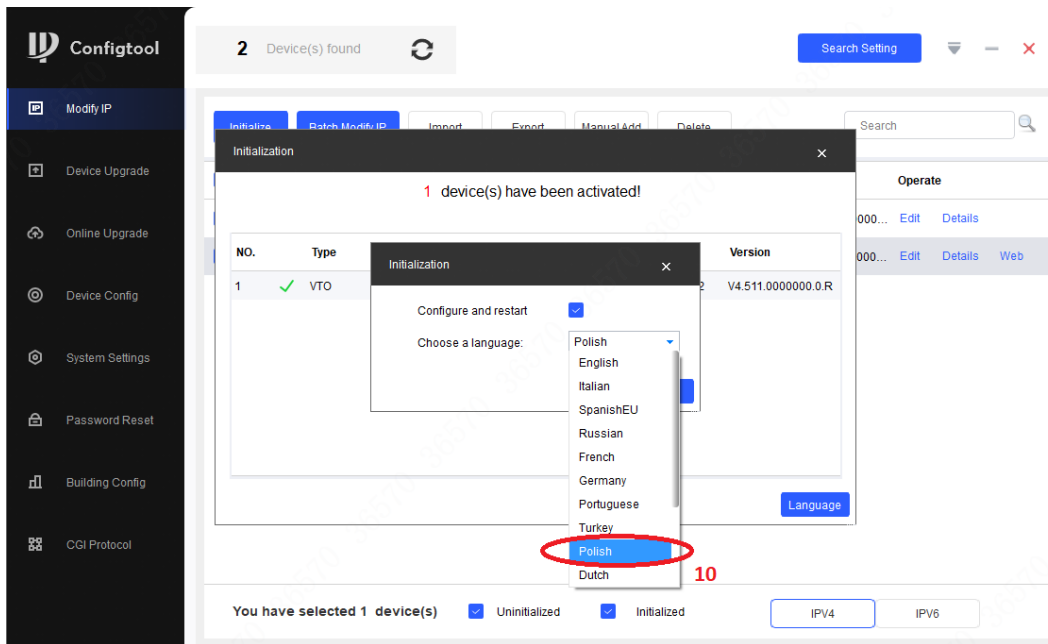 Configtool
2 Device(s) found
Search Setting
Modify IP
Device Upgrade
Online Upgrade
Device Config
System Settings
Password Reset
Building Config
CGI Protocol
Initialize Batch Modify IP Import Export Manual Add Delete
Search
Operate
000... Edit Details
000... Edit Details Web
Initialization
1 device(s) have been activated!
NO. Type Version
1 VTO 2 V4.511.0000000.0.R
Initialization
Configure and restart
Choose a language: Polish
English
Italian
SpanishEU
Russian
French
Germany
Portuguese
Turkey
Polish
Dutch
10
Language
You have selected 1 device(s) Uninitialized Initialized IPV4 IPV6